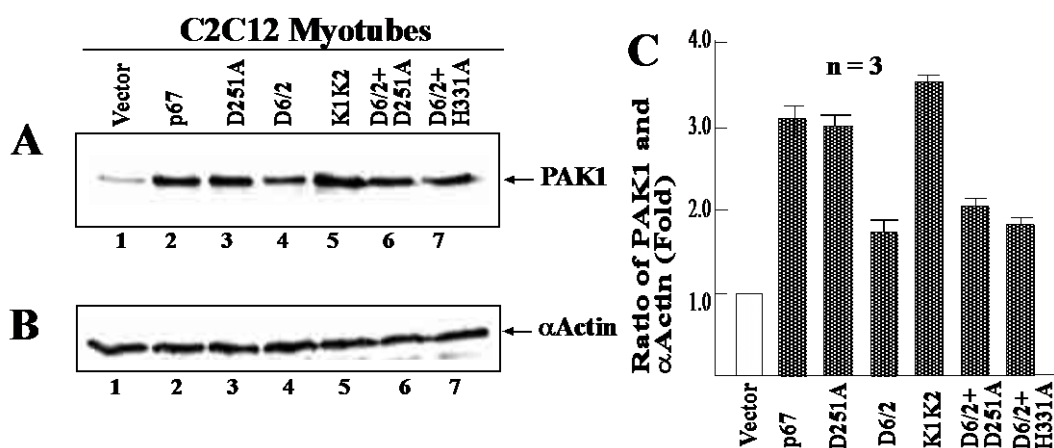 C2C12 Myotubes
Vector
p67
D251A
D6/2
K1K2
D6/2+
D251A
D6/2+
H331A
A
PAK1
1 2 3 4 5 6 7
B
αActin
1 2 3 4 5 6 7
C
n = 3
Ratio of PAK1 and
αActin (Fold)
4.0
3.0
2.0
1.0
Vector
p67
D251A
D6/2
K1K2
D6/2+
D251A
D6/2+
H331A